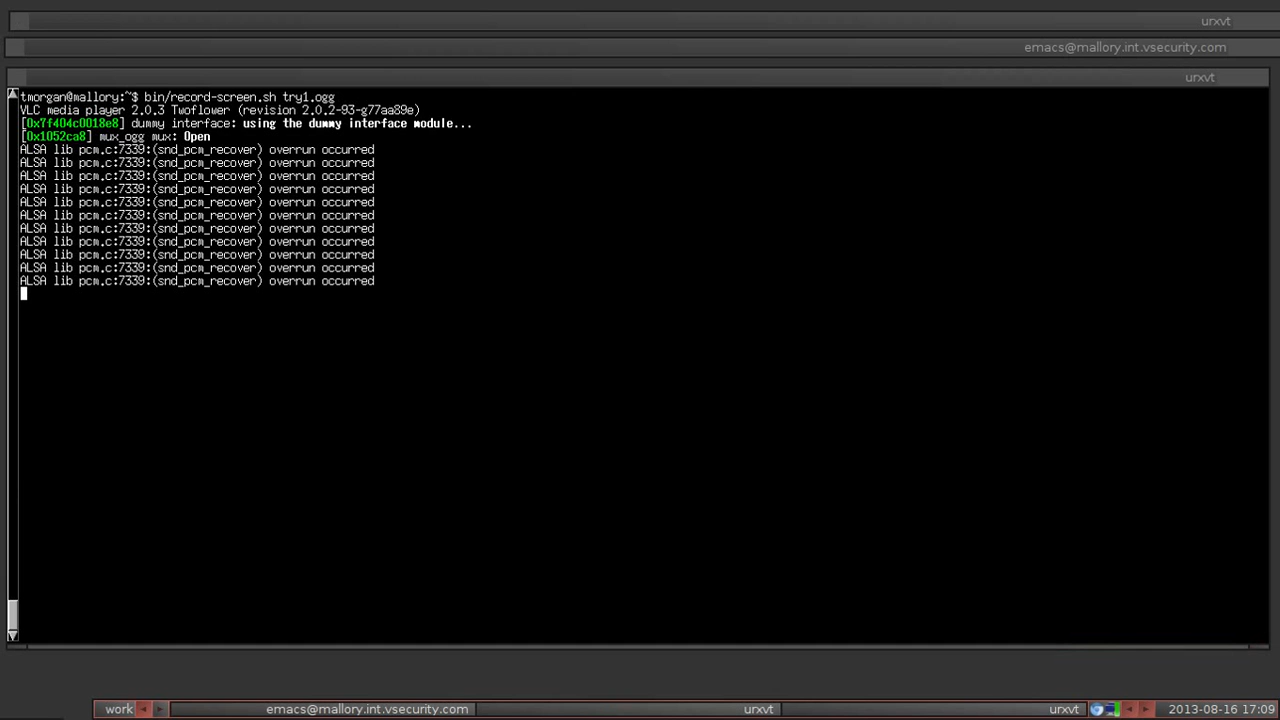 urxvt
emacs@mallory.int.vsecurity.com
urxvt
tmorgan@mallory:~$ bin/record-screen.sh try1.ogg
VLC media player 2.0.3 Twoflower (revision 2.0.2-93-g77aa89e)
[0x7f404c0018e8] dummy interface: using the dummy interface module...
[0x1052ca8] mux_ogg mux: Open
ALSA lib pcm.c:7339:(snd_pcm_recover) overrun occurred
ALSA lib pcm.c:7339:(snd_pcm_recover) overrun occurred
ALSA lib pcm.c:7339:(snd_pcm_recover) overrun occurred
ALSA lib pcm.c:7339:(snd_pcm_recover) overrun occurred
ALSA lib pcm.c:7339:(snd_pcm_recover) overrun occurred
ALSA lib pcm.c:7339:(snd_pcm_recover) overrun occurred
ALSA lib pcm.c:7339:(snd_pcm_recover) overrun occurred
ALSA lib pcm.c:7339:(snd_pcm_recover) overrun occurred
ALSA lib pcm.c:7339:(snd_pcm_recover) overrun occurred
ALSA lib pcm.c:7339:(snd_pcm_recover) overrun occurred
ALSA lib pcm.c:7339:(snd_pcm_recover) overrun occurred
work emacs@mallory.int.vsecurity.com urxvt urxvt 2013-08-16 17:09